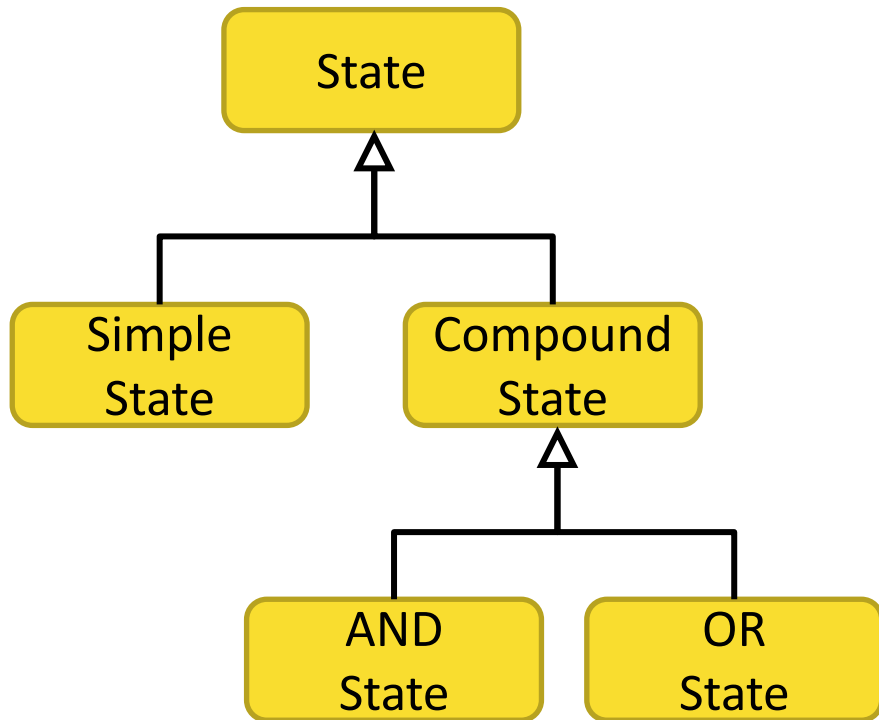 State
Simple
State
Compound
State
AND
State
OR
State